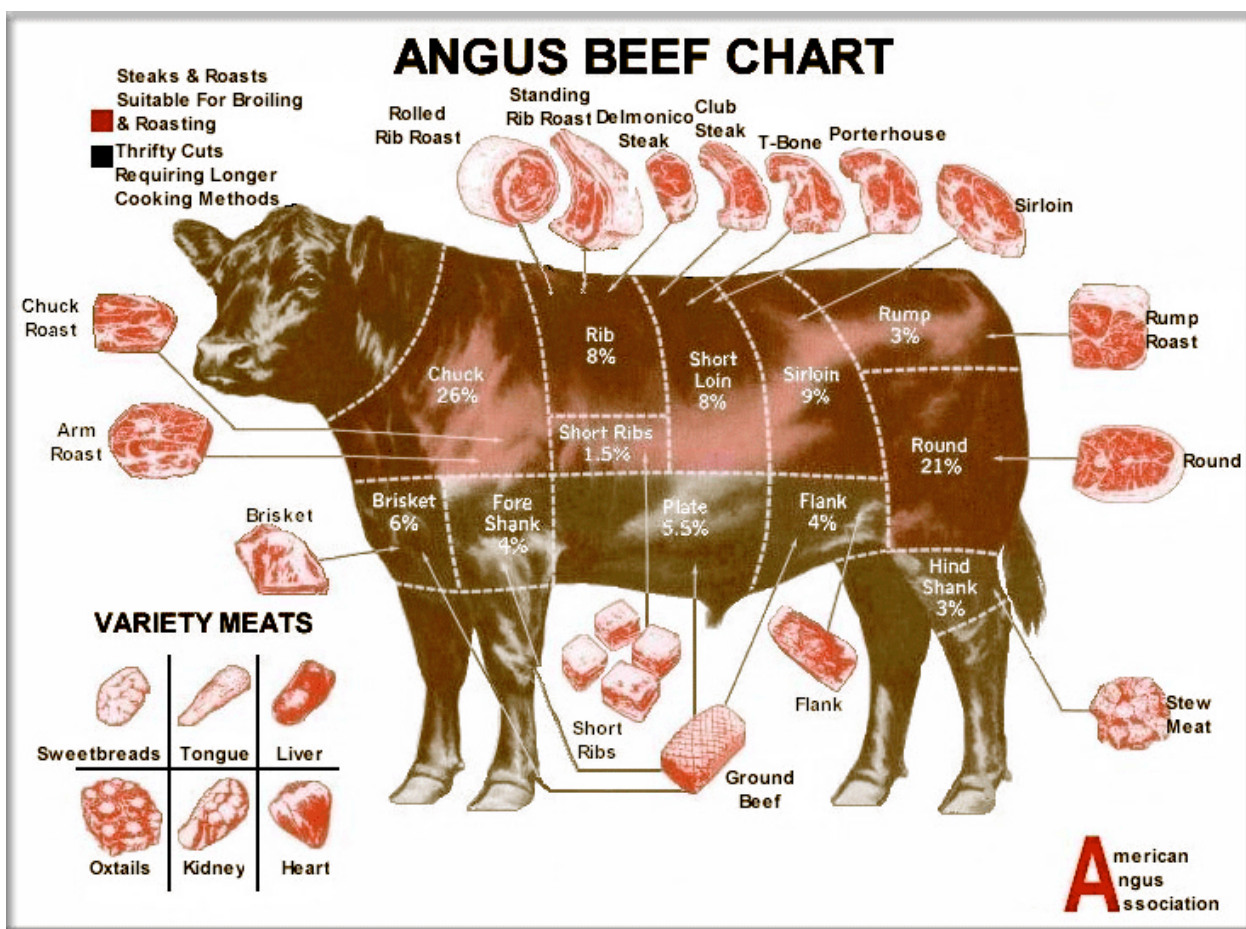 ANGUS BEEF CHART
Steaks & Roasts
Suitable For Broiling
& Roasting
Thrifty Cuts
Requiring Longer
Cooking Methods
Rolled
Rib Roast
Standing
Rib Roast
Delmonico
Steak
Club
Steak
T-Bone
Porterhouse
Sirloin
Chuck
Roast
Arm
Roast
Brisket
Rump
Roast
Round
Stew
Meat
Chuck
26%
Rib
8%
Short Ribs
1.5%
Short
Loin
8%
Sirloin
9%
Rump
3%
Round
21%
Brisket
6%
Fore
Shank
4%
Plate
5.5%
Flank
4%
Hind
Shank
3%
Short
Ribs
Ground
Beef
Flank
VARIETY MEATS
Sweetbreads
Tongue
Liver
Oxtails
Kidney
Heart
American
Angus
Association